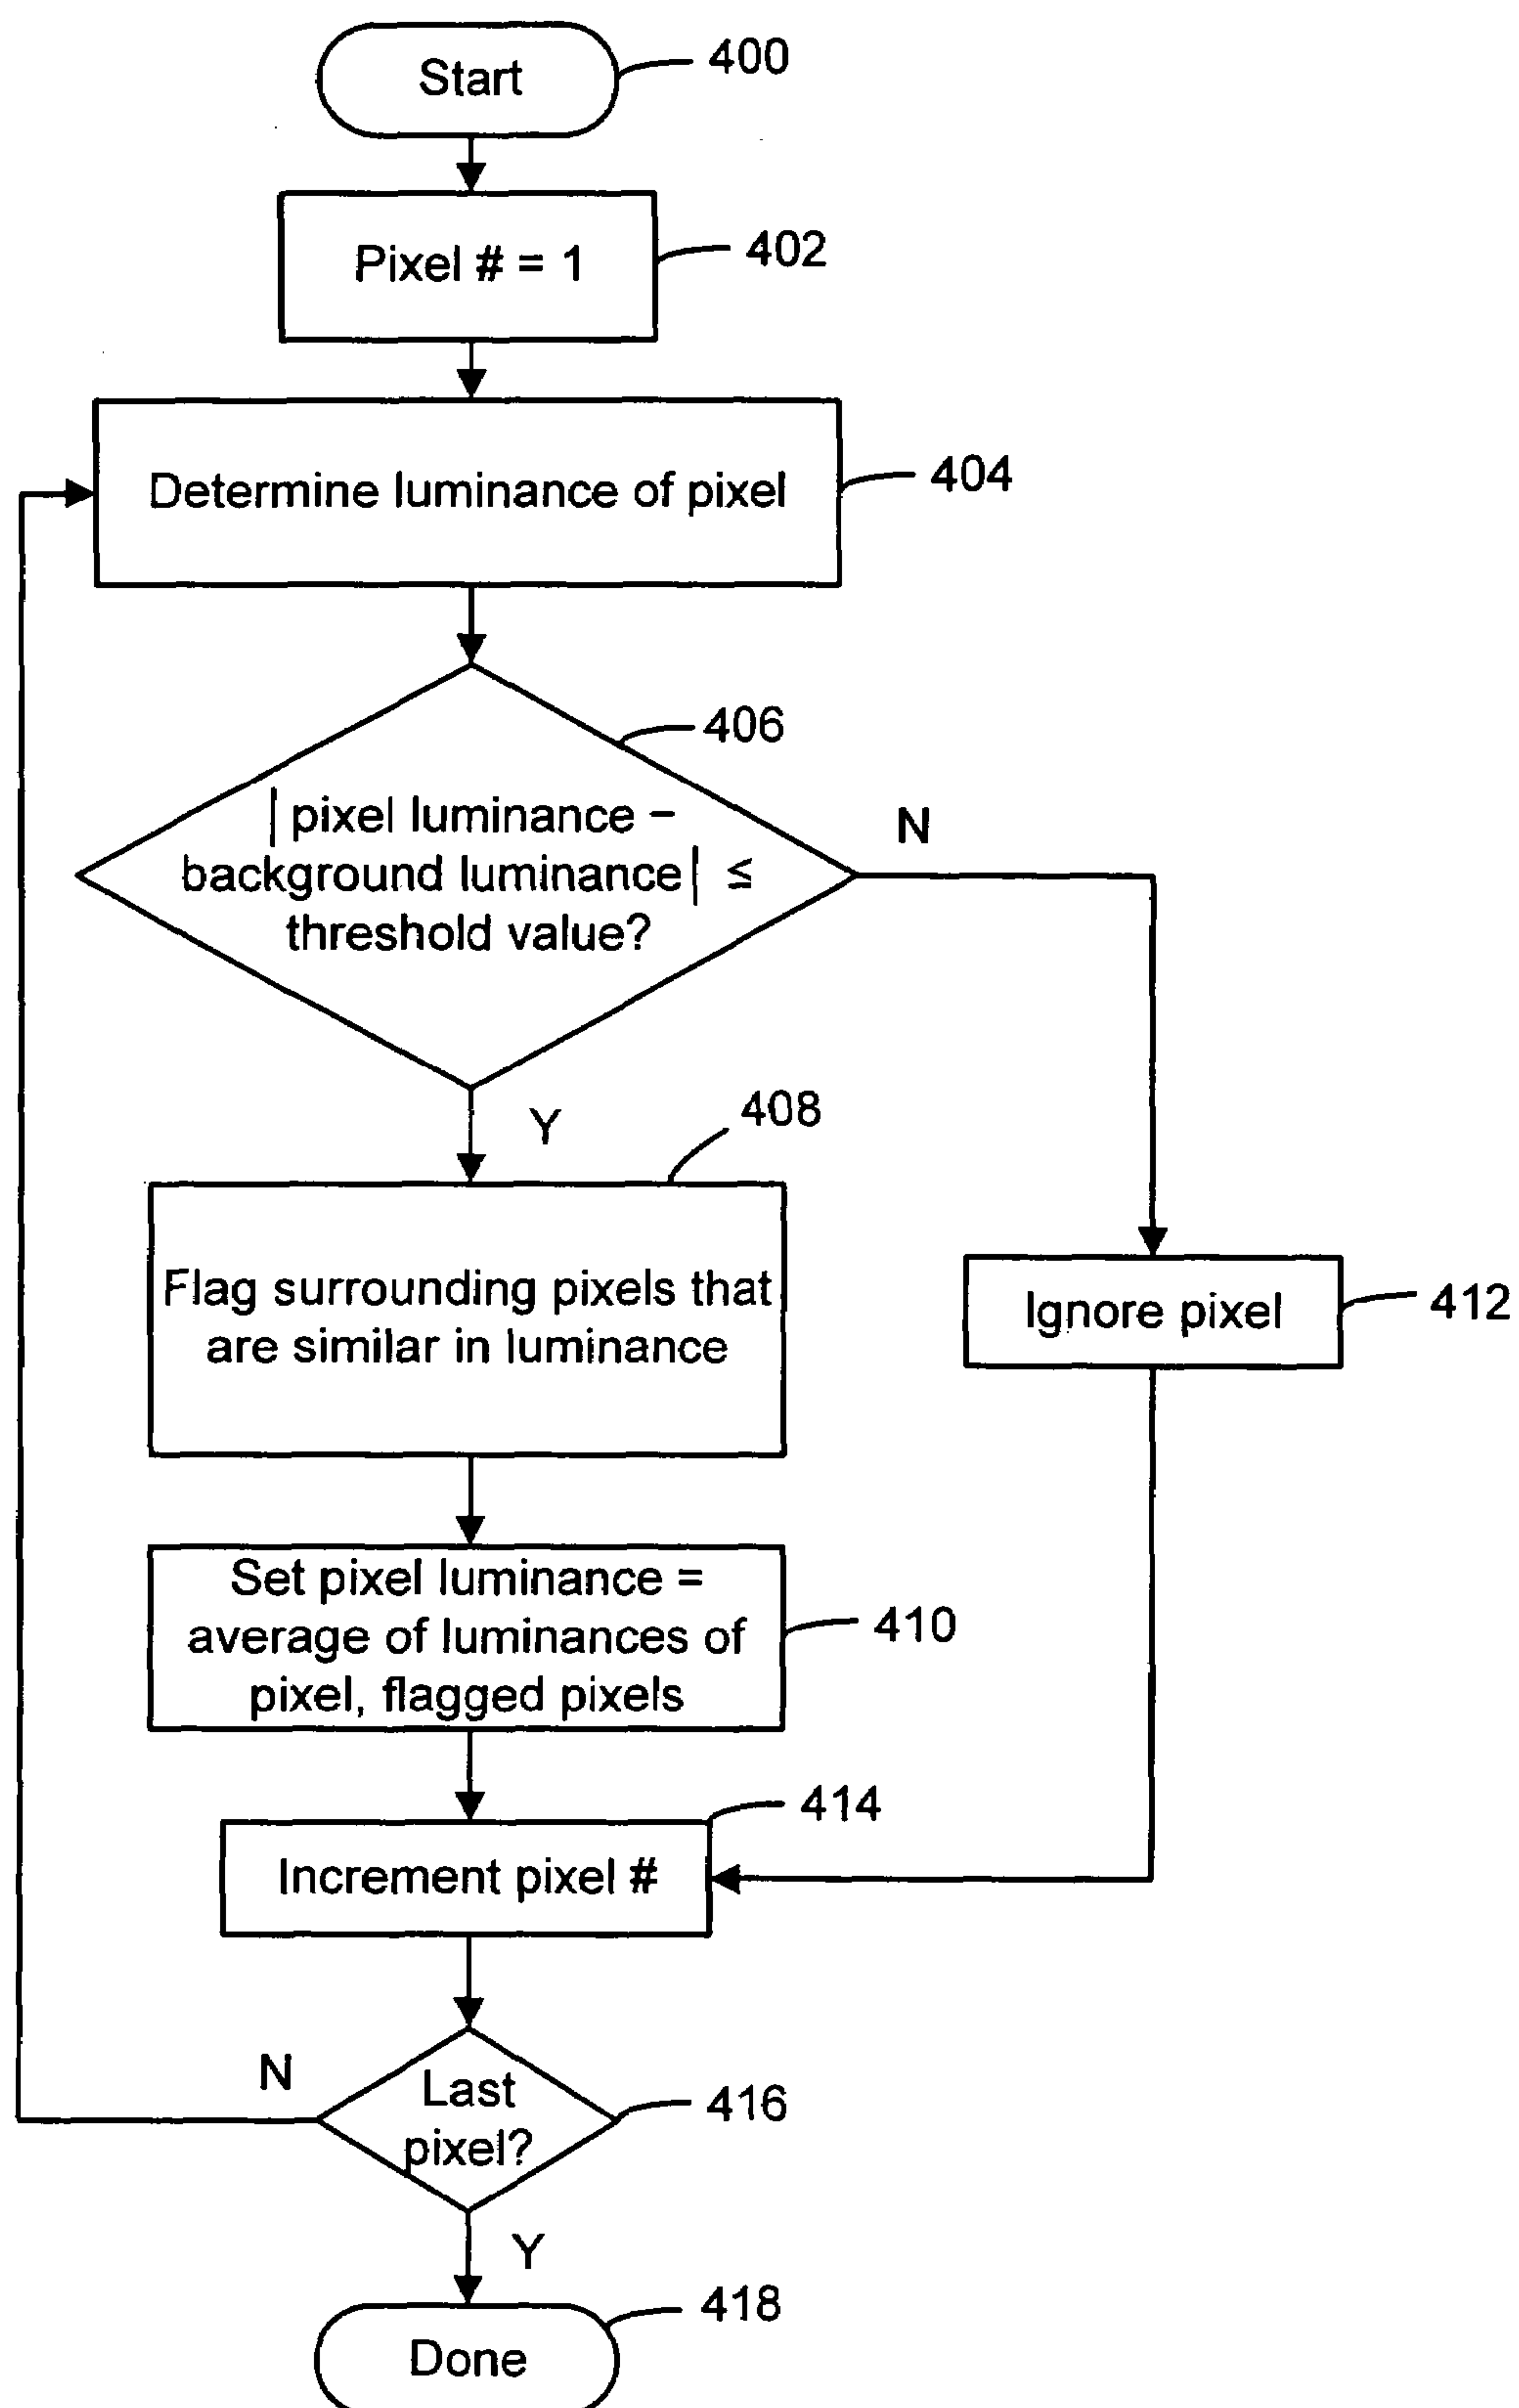 Start
400
Pixel # = 1
402
Determine luminance of pixel
404
406
| pixel luminance –
background luminance| ≤
threshold value?
N
Y
408
Flag surrounding pixels that
are similar in luminance
Ignore pixel
412
Set pixel luminance =
average of luminances of
pixel, flagged pixels
410
414
Increment pixel #
N
Last
pixel?
416
Y
418
Done